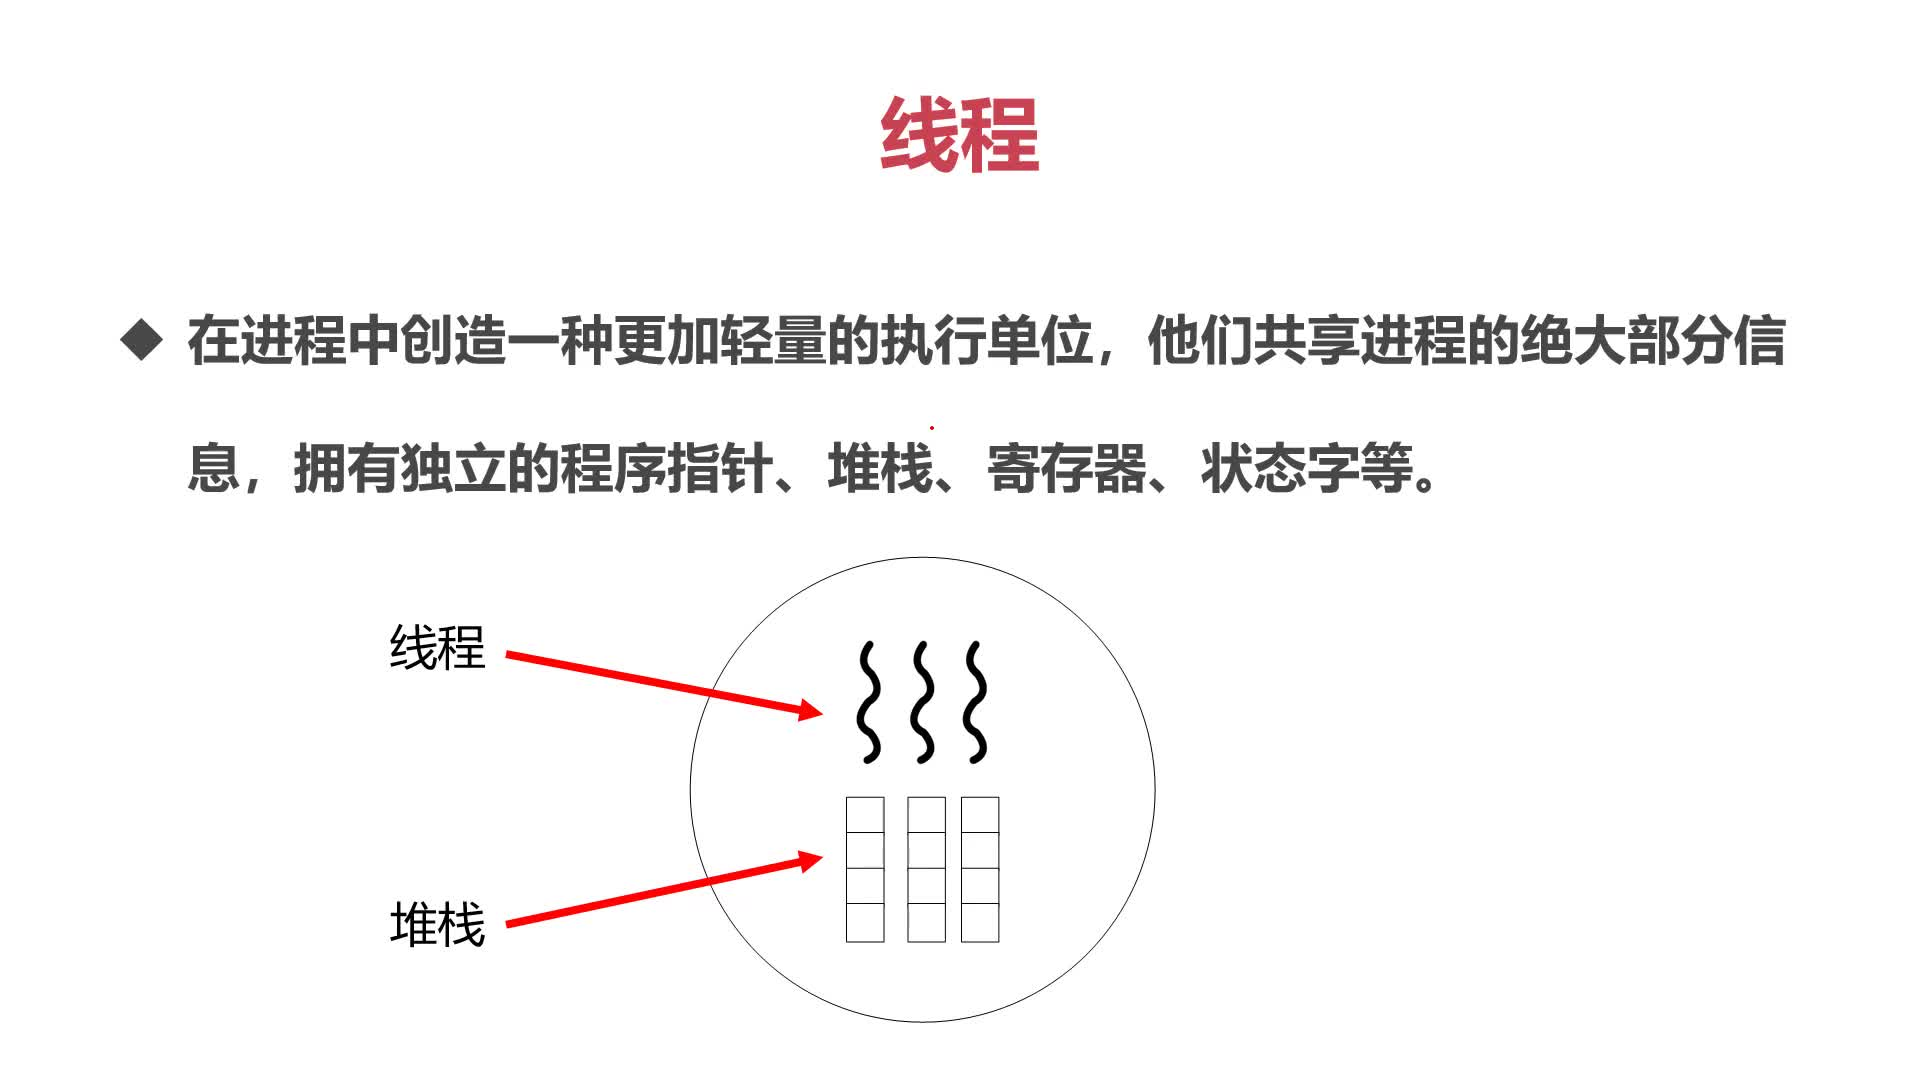 线程
在进程中创造一种更加轻量的执行单位，他们共享进程的绝大部分信
息，拥有独立的程序指针、堆栈、寄存器、状态字等。
线程
堆栈